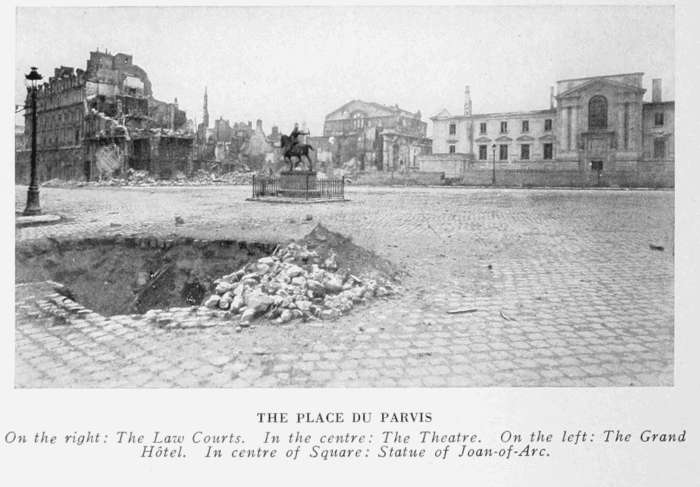 THE PLACE DU PARVIS
On the right: The Law Courts. In the centre: The Theatre. On the left: The Grand
Hôtel. In centre of Square: Statue of Joan-of-Arc.